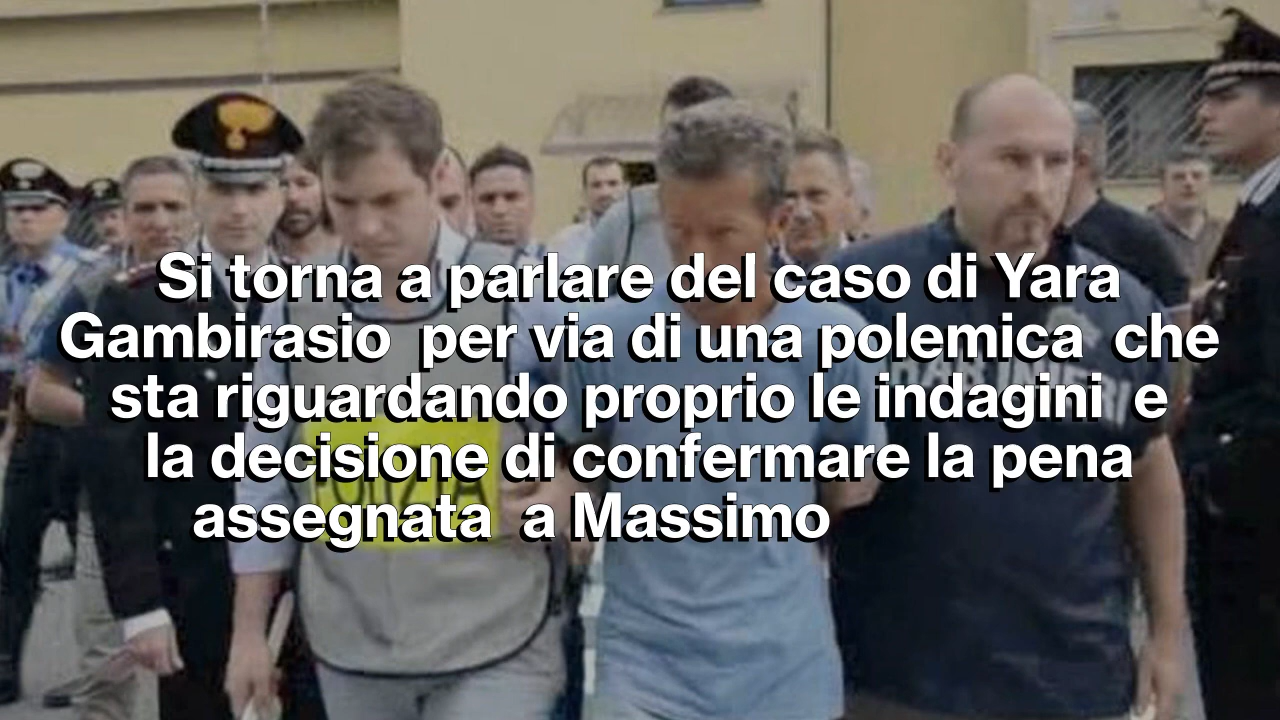 Si torna a parlare del caso di Yara
Gambirasio per via di una polemica che
sta riguardando proprio le indagini e
la decisione di confermare la pena
assegnata a Massimo